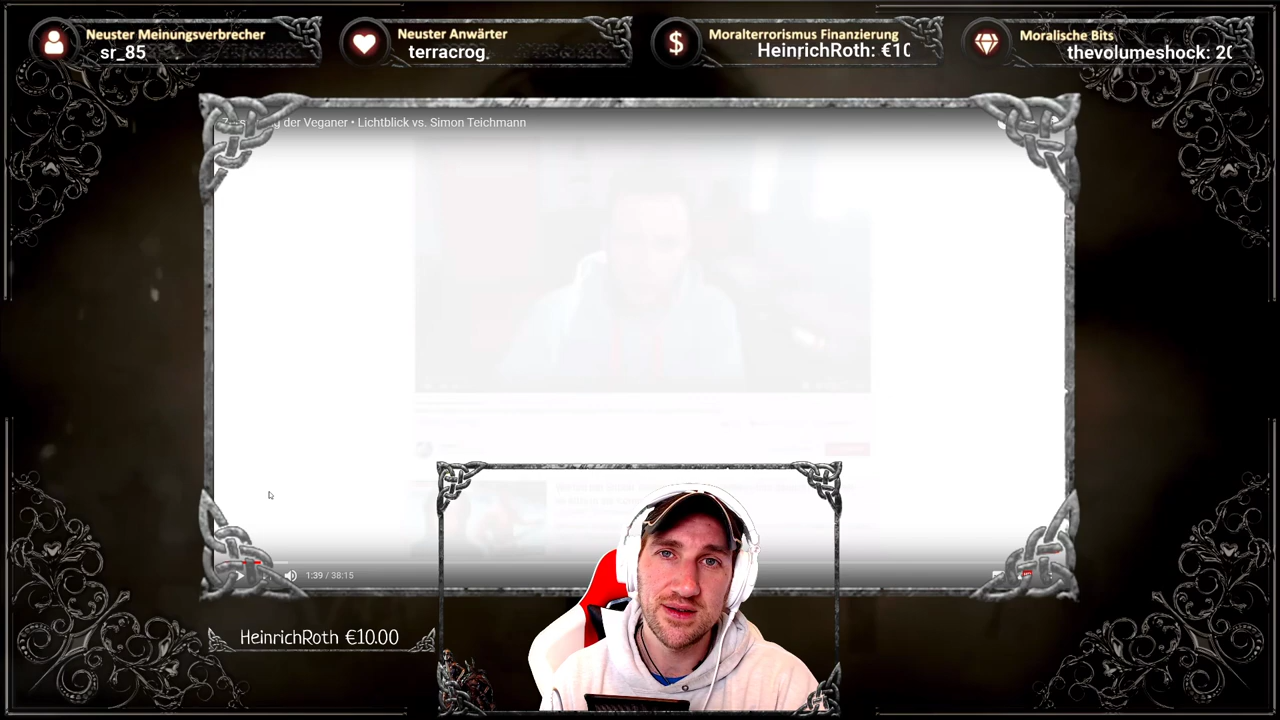 Neuster Meinungsverbrecher
sr_85
Neuster Anwärter
terracrog
Moralterrorismus Finanzierung
HeinrichRoth: €10
Moralische Bits
thevolumeshock: 20
der Veganer • Lichtblick vs. Simon Teichmann
1:39 / 38:15
HeinrichRoth €10.00